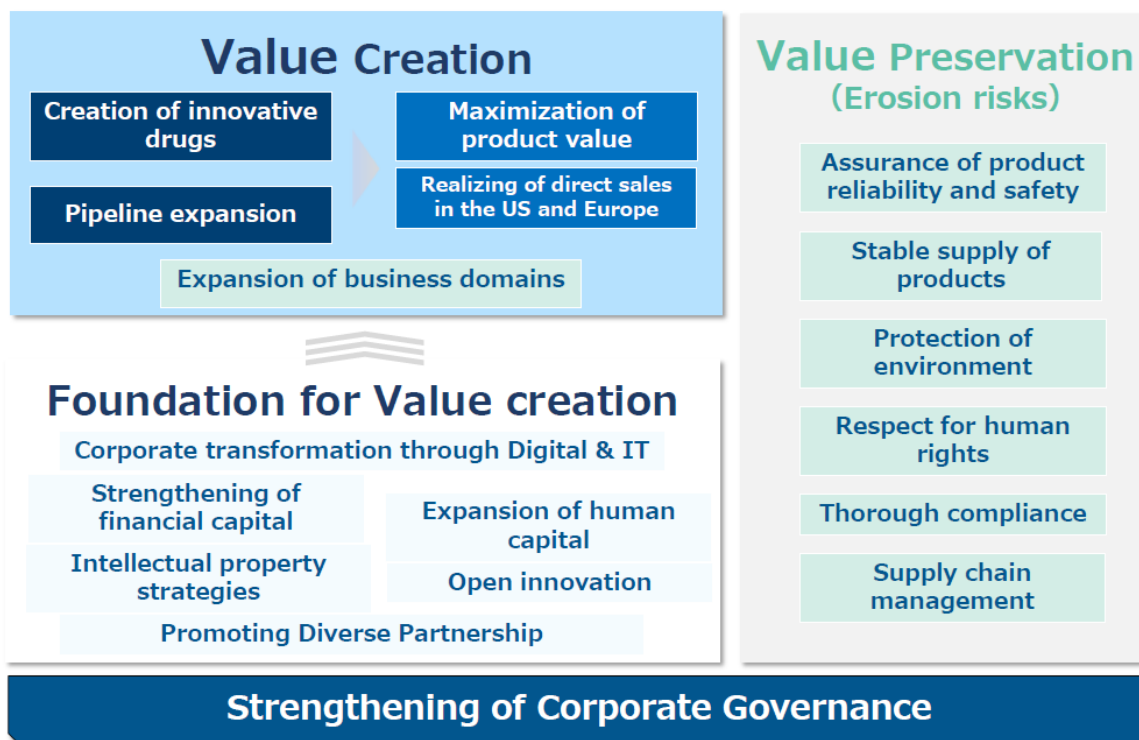 Value Creation
Creation of innovative
drugs
Pipeline expansion
Maximization of
product value
Realizing of direct sales
in the US and Europe
Expansion of business domains
Foundation for Value creation
Corporate transformation through Digital & IT
Strengthening of
financial capital
Intellectual property
strategies
Expansion of human
capital
Open innovation
Promoting Diverse Partnership
Value Preservation
(Erosion risks)
Assurance of product
reliability and safety
Stable supply of
products
Protection of
environment
Respect for human
rights
Thorough compliance
Supply chain
management
Strengthening of Corporate Governance